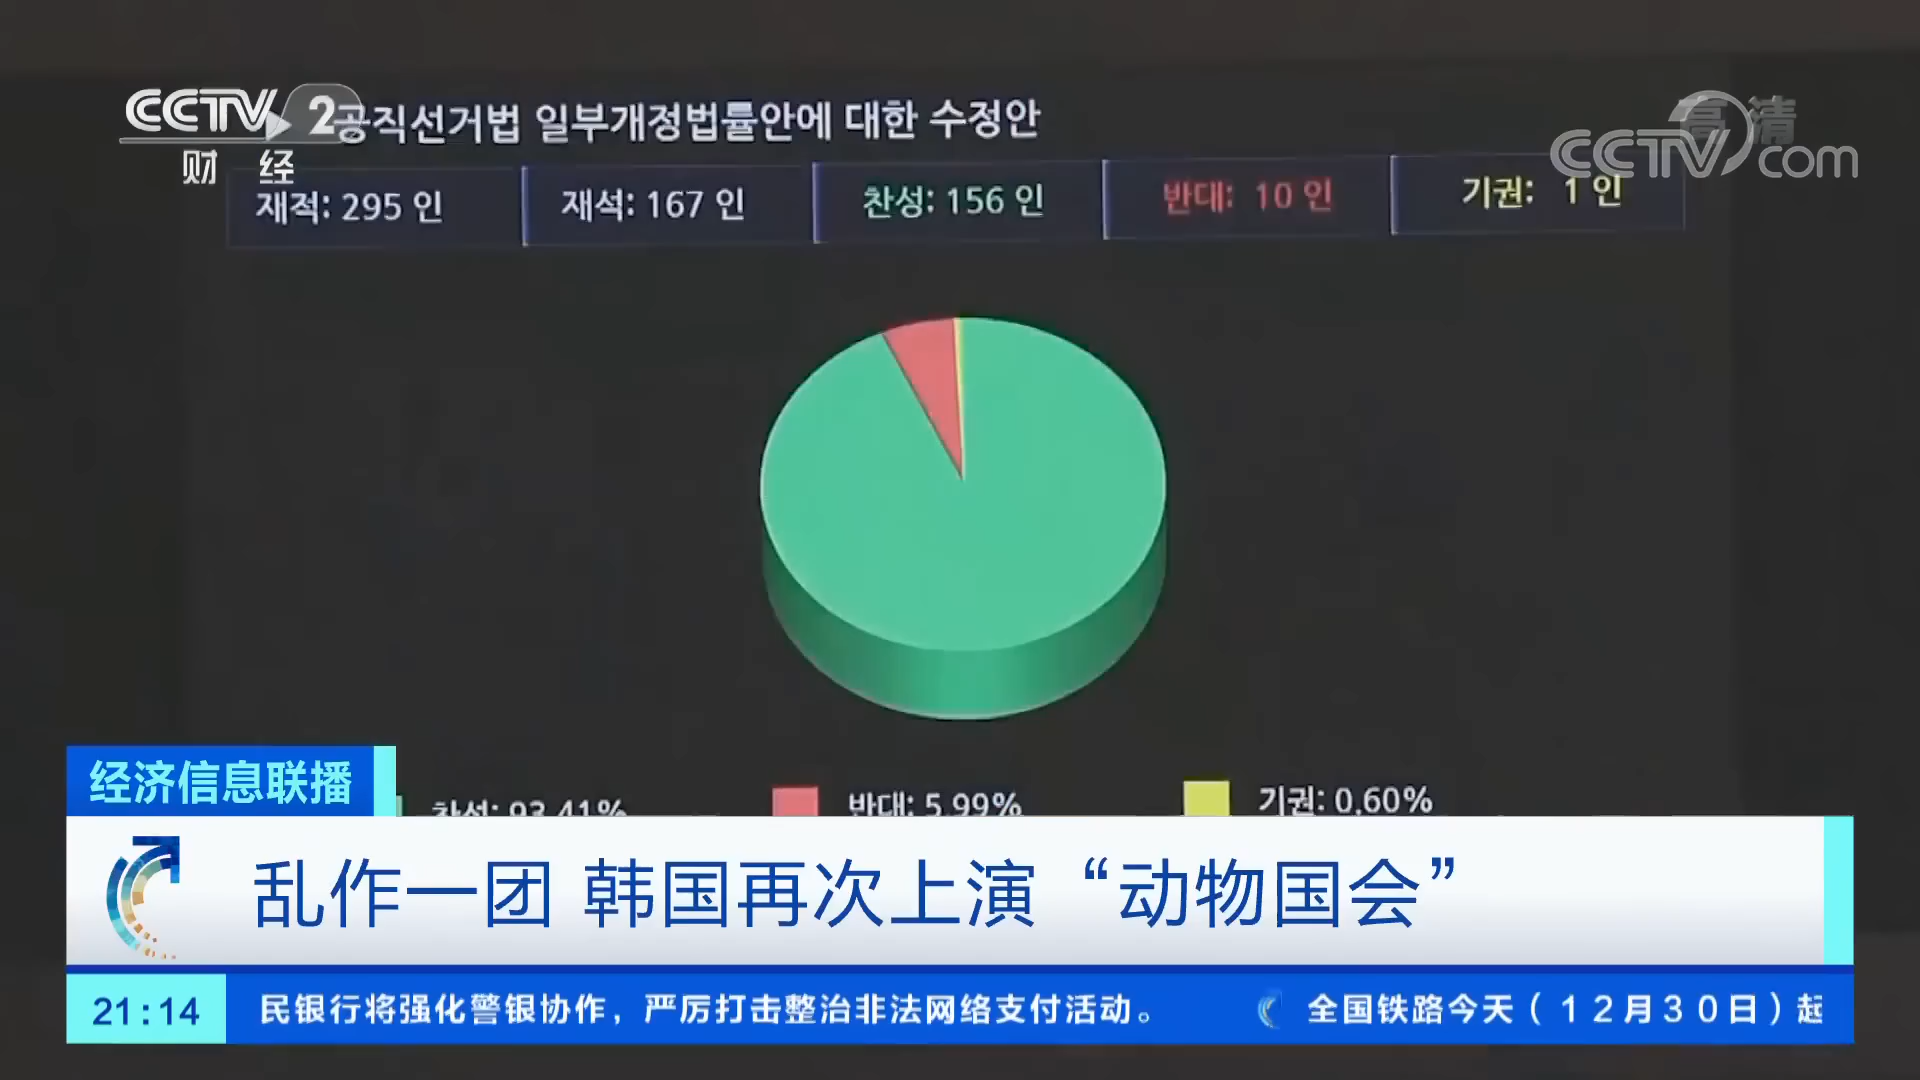 CCTV 2
财 经
高清
CCTV.com
공직선거법 일부개정법률안에 대한 수정안
재적: 295 인
재석: 167 인
찬성: 156 인
반대: 10 인
기권: 1 인
찬성: 93.41%
반대: 5.99%
기권: 0.60%
经济信息联播
乱作一团 韩国再次上演“动物国会”
21:14
民银行将强化警银协作，严厉打击整治非法网络支付活动。
全国铁路今天（12月30日）起